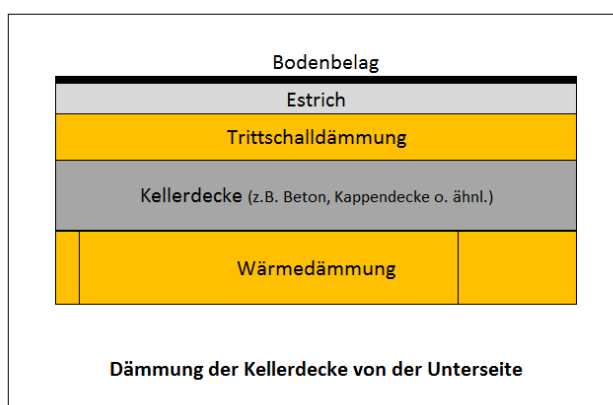 Bodenbelag
Estrich
Trittschalldämmung
Kellerdecke (z.B. Beton, Kappendecke o. ähnl.)
Wärmedämmung
Dämmung der Kellerdecke von der Unterseite